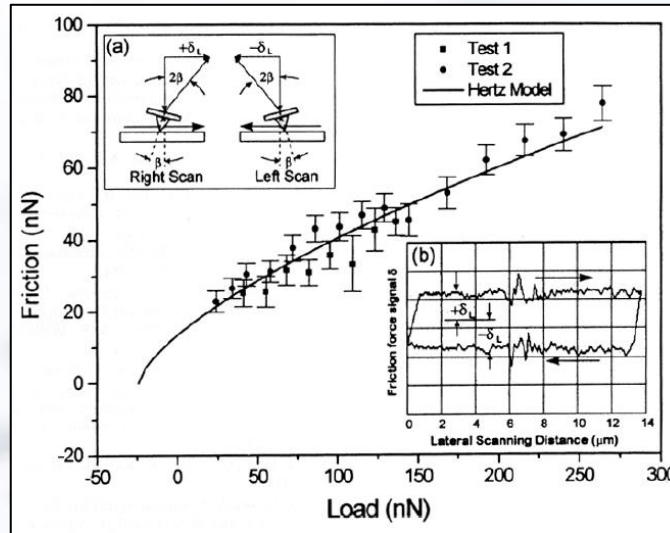 100
80
60
40
20
0
-20
-50
0
50
100
150
200
250
300
Friction (nN)
Load (nN)
(a)
+δL
−δL
2β
2β
β
β
Right Scan
Left Scan
Test 1
Test 2
Hertz Model
(b)
+δL
−δL
Friction force signal δ
0
2
4
6
8
10
12
14
Lateral Scanning Distance (μm)